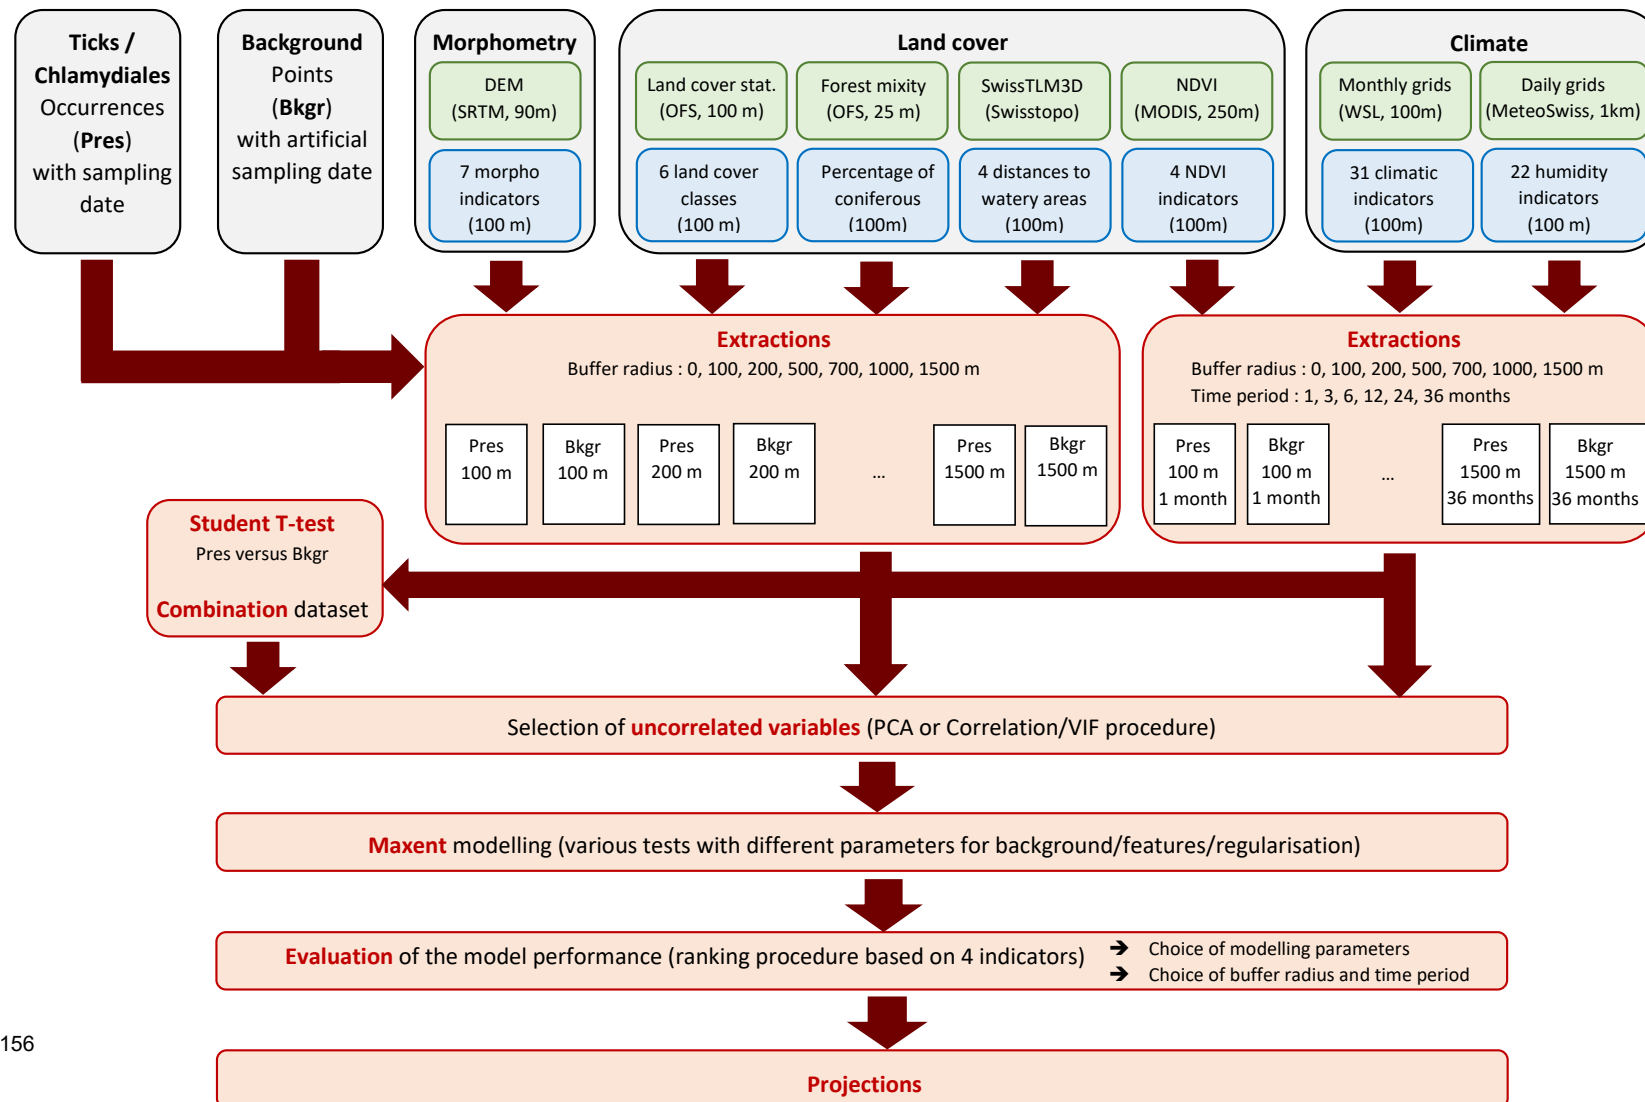 Ticks /
Chlamydiales
Occurrences
(Pres)
with sampling
date
Background
Points
(Bkgr)
with artificial
sampling date
Morphometry
DEM
(SRTM, 90m)
7 morpho
indicators
(100 m)
Land cover
Land cover stat.
(OFS, 100 m)
6 land cover
classes
(100 m)
Forest mixity
(OFS, 25 m)
Percentage of
coniferous
(100m)
SwissTLM3D
(Swisstopo)
4 distances to
watery areas
(100m)
NDVI
(MODIS, 250m)
4 NDVI
indicators
(100m)
Climate
Monthly grids
(WSL, 100m)
31 climatic
indicators
(100m)
Daily grids
(MeteoSwiss, 1km)
22 humidity
indicators
(100 m)
Extractions
Buffer radius : 0, 100, 200, 500, 700, 1000, 1500 m
Pres
100 m
Bkgr
100 m
Pres
200 m
Bkgr
200 m
...
Pres
1500 m
Bkgr
1500 m
Extractions
Buffer radius : 0, 100, 200, 500, 700, 1000, 1500 m
Time period : 1, 3, 6, 12, 24, 36 months
Pres
100 m
1 month
Bkgr
100 m
1 month
...
Pres
1500 m
36 months
Bkgr
1500 m
36 months
Student T-test
Pres versus Bkgr
Combination dataset
Selection of uncorrelated variables (PCA or Correlation/VIF procedure)
Maxent modelling (various tests with different parameters for background/features/regularisation)
Evaluation of the model performance (ranking procedure based on 4 indicators)
➔ Choice of modelling parameters
➔ Choice of buffer radius and time period
156
Projections